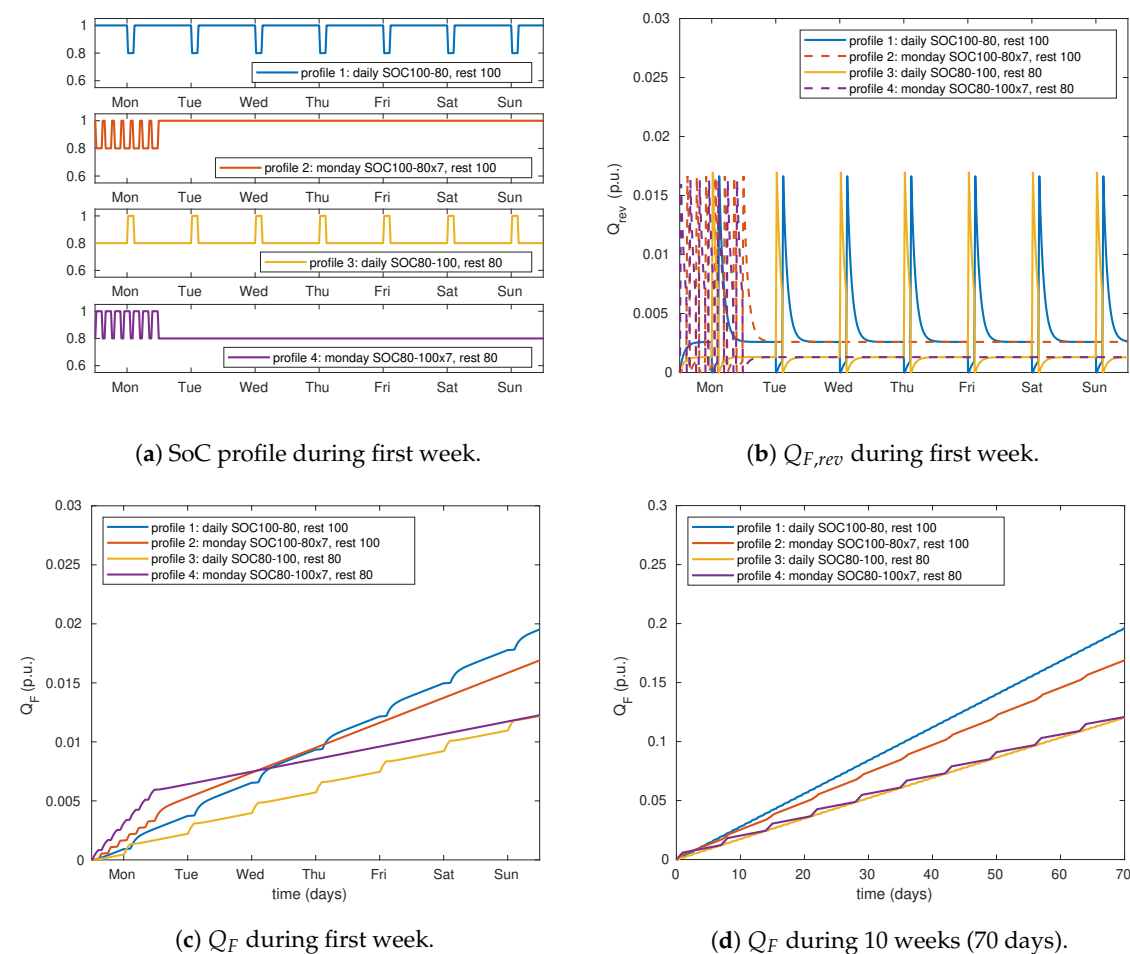 1
0.8
0.6
profile 1: daily SOC100-80, rest 100
Mon Tue Wed Thu Fri Sat Sun
1
0.8
0.6
profile 2: monday SOC100-80x7, rest 100
Mon Tue Wed Thu Fri Sat Sun
1
0.8
0.6
profile 3: daily SOC80-100, rest 80
Mon Tue Wed Thu Fri Sat Sun
1
0.8
0.6
profile 4: monday SOC80-100x7, rest 80
Mon Tue Wed Thu Fri Sat Sun
(a) SoC profile during first week.
0.03
0.025
0.02
0.015
0.01
0.005
0
Q_rev (p.u.)
profile 1: daily SOC100-80, rest 100
profile 2: monday SOC100-80x7, rest 100
profile 3: daily SOC80-100, rest 80
profile 4: monday SOC80-100x7, rest 80
Mon Tue Wed Thu Fri Sat Sun
(b) Q_F,rev during first week.
0.03
0.025
0.02
0.015
0.01
0.005
0
Q_F (p.u.)
profile 1: daily SOC100-80, rest 100
profile 2: monday SOC100-80x7, rest 100
profile 3: daily SOC80-100, rest 80
profile 4: monday SOC80-100x7, rest 80
Mon Tue Wed Thu Fri Sat Sun
time (days)
(c) Q_F during first week.
0.3
0.25
0.2
0.15
0.1
0.05
0
Q_F (p.u.)
profile 1: daily SOC100-80, rest 100
profile 2: monday SOC100-80x7, rest 100
profile 3: daily SOC80-100, rest 80
profile 4: monday SOC80-100x7, rest 80
0 10 20 30 40 50 60 70
time (days)
(d) Q_F during 10 weeks (70 days).